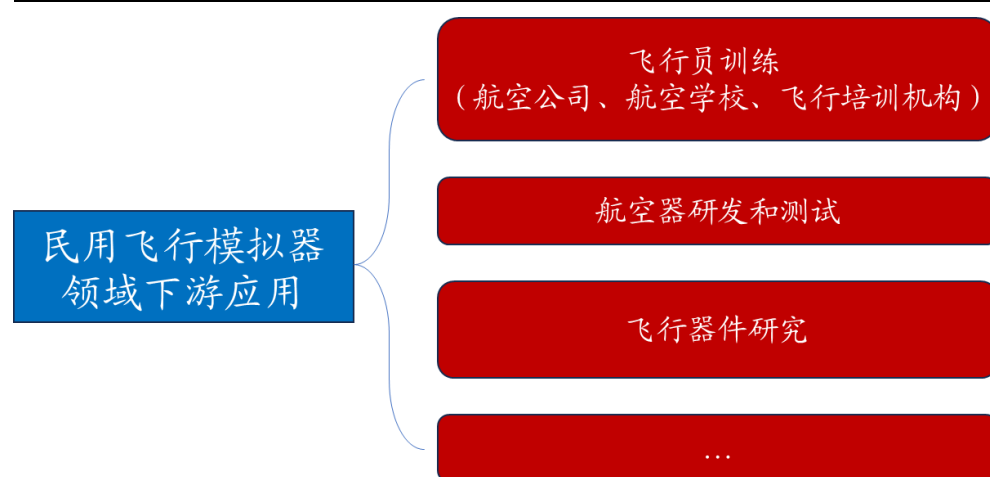 民用飞行模拟器
领域下游应用
飞行员训练
（航空公司、航空学校、飞行培训机构）
航空器研发和测试
飞行器件研究
…